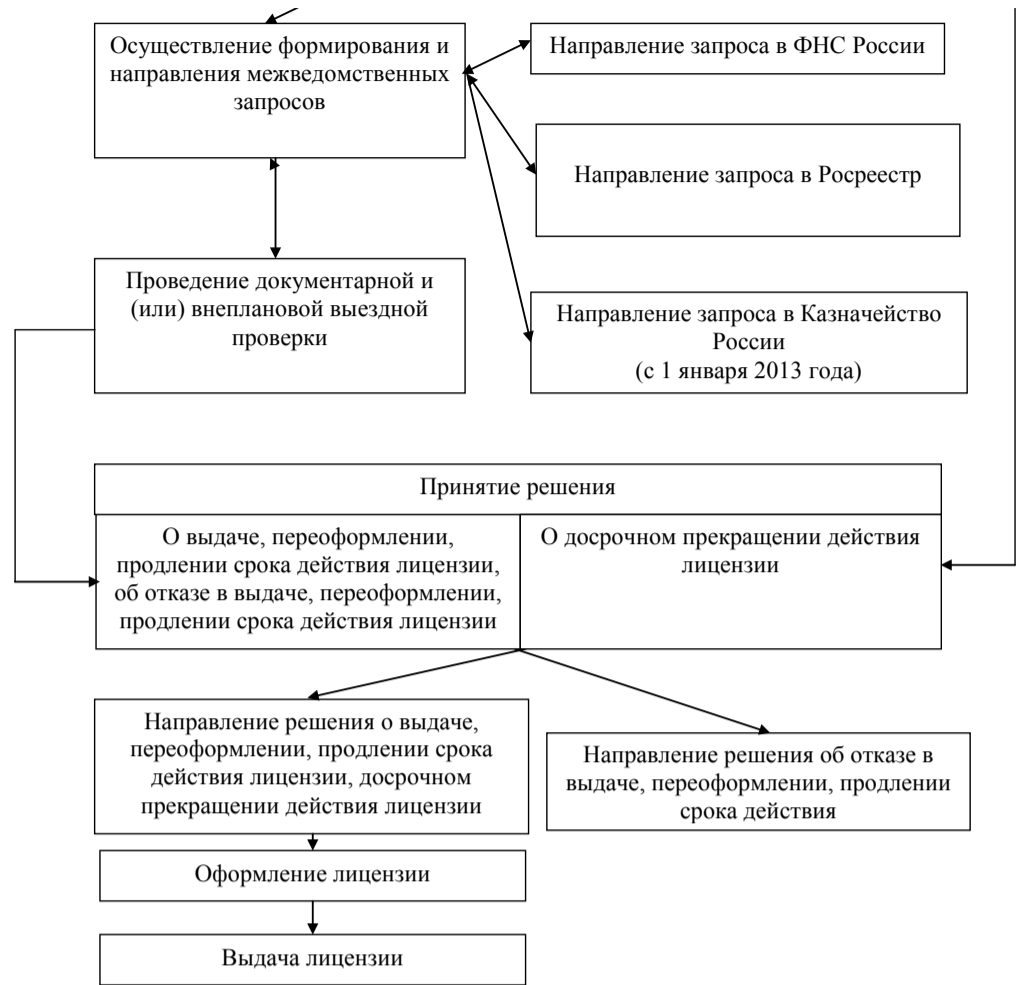 Осуществление формирования и
направления межведомственных
запросов
Направление запроса в ФНС России
Направление запроса в Росреестр
Проведение документарной и
(или) внеплановой выездной
проверки
Направление запроса в Казначейство
России
(с 1 января 2013 года)
Принятие решения
О выдаче, переоформлении,
продлении срока действия лицензии,
об отказе в выдаче, переоформлении,
продлении срока действия лицензии
О досрочном прекращении действия
лицензии
Направление решения о выдаче,
переоформлении, продлении срока
действия лицензии, досрочном
прекращении действия лицензии
Направление решения об отказе в
выдаче, переоформлении, продлении
срока действия
Оформление лицензии
Выдача лицензии